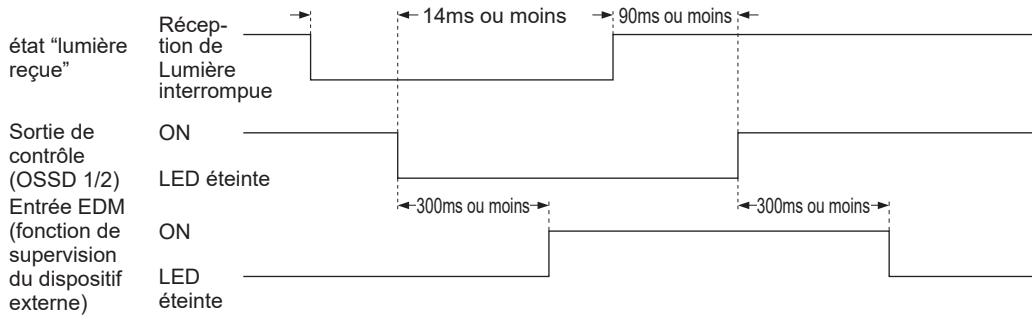 14ms ou moins
90ms ou moins
état “lumière
reçue”
Récep-
tion de
Lumière
interrompue
Sortie de
contrôle
(OSSD 1/2)
ON
LED éteinte
300ms ou moins
300ms ou moins
Entrée EDM
(fonction de
supervision
du dispositif
externe)
ON
LED
éteinte